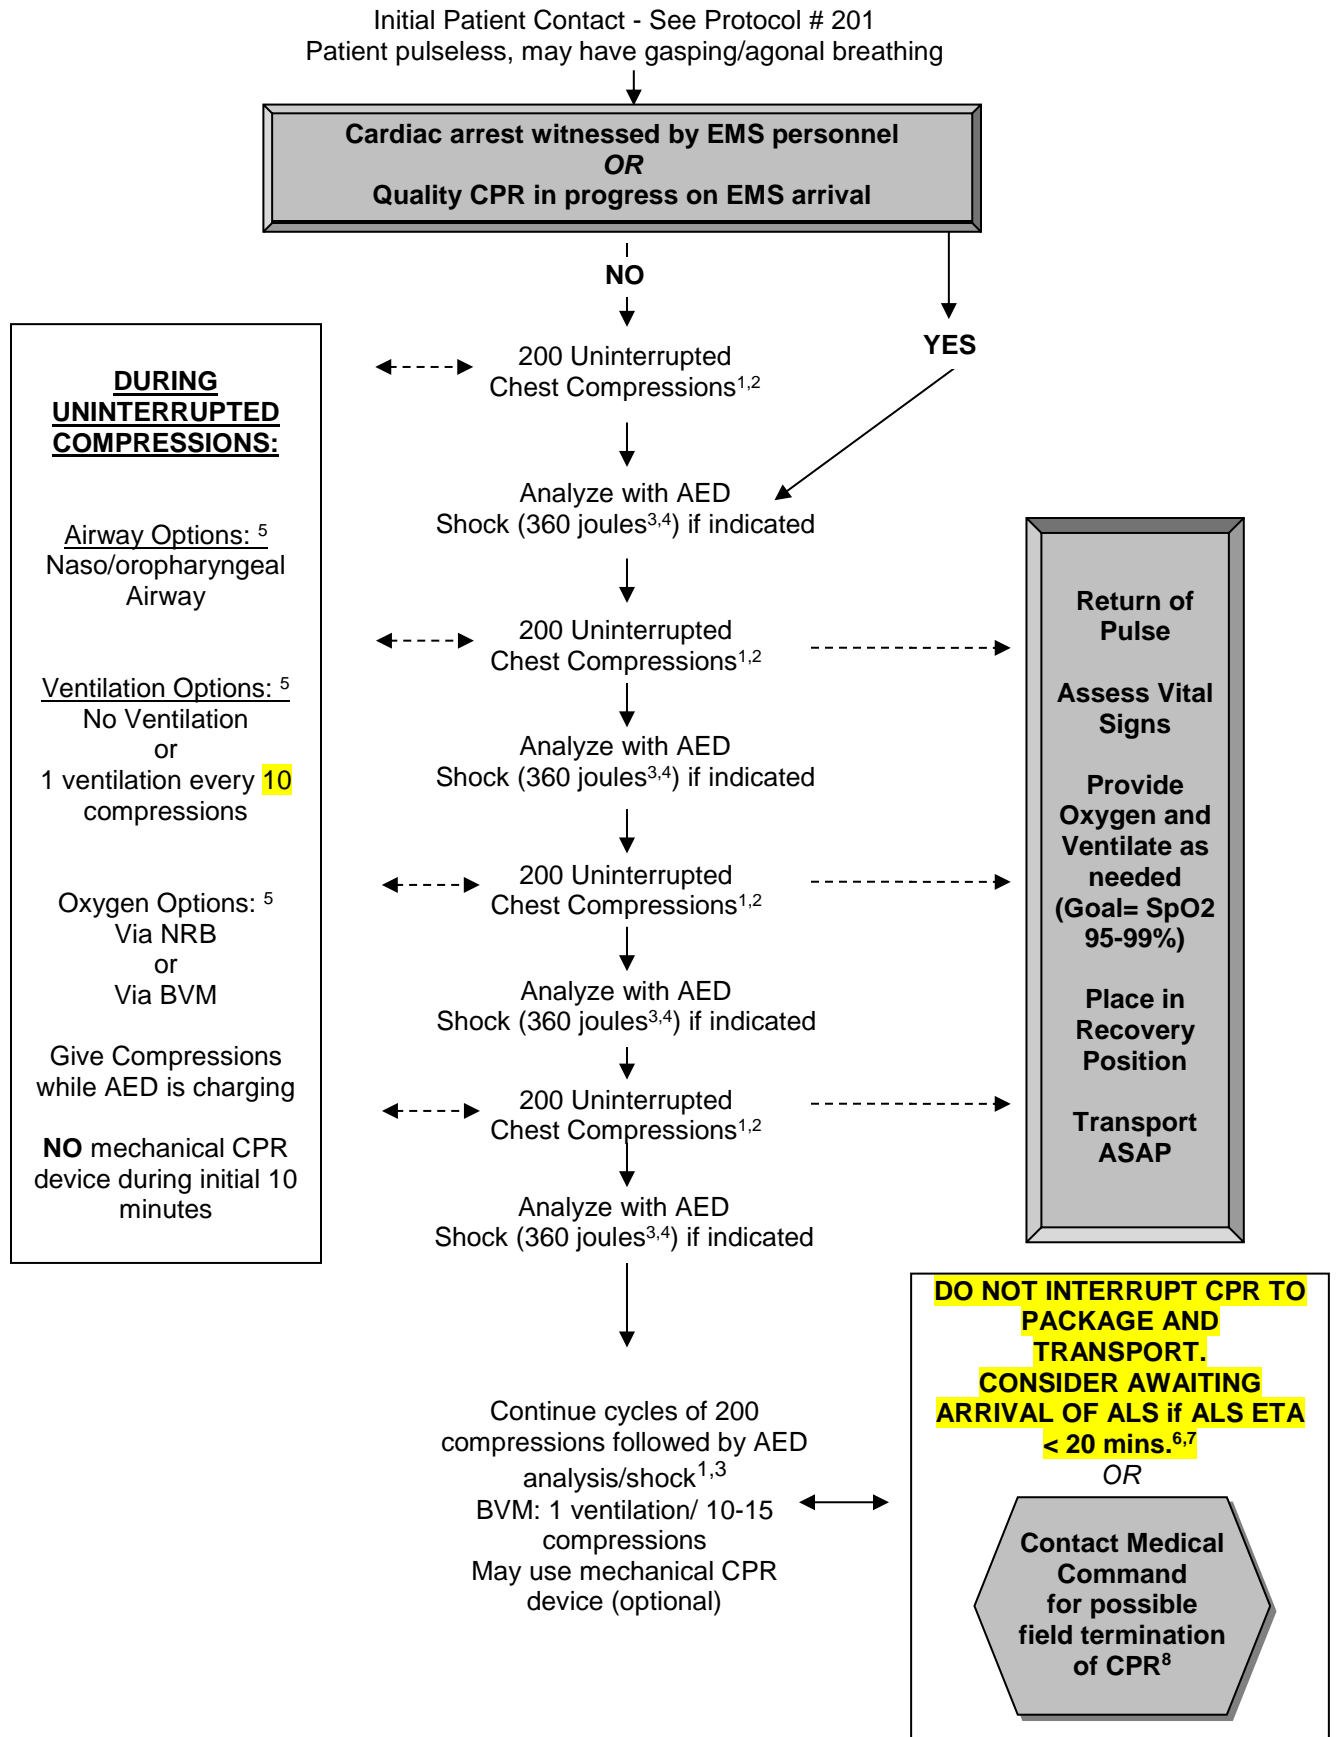 Initial Patient Contact - See Protocol # 201
Patient pulseless, may have gasping/agonal breathing
Cardiac arrest witnessed by EMS personnel
OR
Quality CPR in progress on EMS arrival
NO
YES
200 Uninterrupted
Chest Compressions1,2
Analyze with AED
Shock (360 joules3,4) if indicated
200 Uninterrupted
Chest Compressions1,2
Analyze with AED
Shock (360 joules3,4) if indicated
200 Uninterrupted
Chest Compressions1,2
Analyze with AED
Shock (360 joules3,4) if indicated
200 Uninterrupted
Chest Compressions1,2
Analyze with AED
Shock (360 joules3,4) if indicated
Continue cycles of 200
compressions followed by AED
analysis/shock1,3
BVM: 1 ventilation/ 10-15
compressions
May use mechanical CPR
device (optional)
DURING
UNINTERRUPTED
COMPRESSIONS:
Airway Options: 5
Naso/oropharyngeal
Airway
Ventilation Options: 5
No Ventilation
or
1 ventilation every 10
compressions
Oxygen Options: 5
Via NRB
or
Via BVM
Give Compressions
while AED is charging
NO mechanical CPR
device during initial 10
minutes
Return of
Pulse
Assess Vital
Signs
Provide
Oxygen and
Ventilate as
needed
(Goal= SpO2
95-99%)
Place in
Recovery
Position
Transport
ASAP
DO NOT INTERRUPT CPR TO
PACKAGE AND
TRANSPORT.
CONSIDER AWAITING
ARRIVAL OF ALS if ALS ETA
< 20 mins.6,7
OR
Contact Medical
Command
for possible
field termination
of CPR8